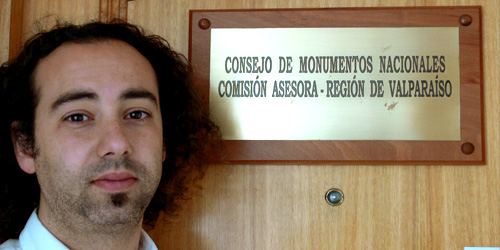 CONSEJO DE MONUMENTOS NACIONALES
COMISIÓN ASESORA - REGIÓN DE VALPARAÍSO